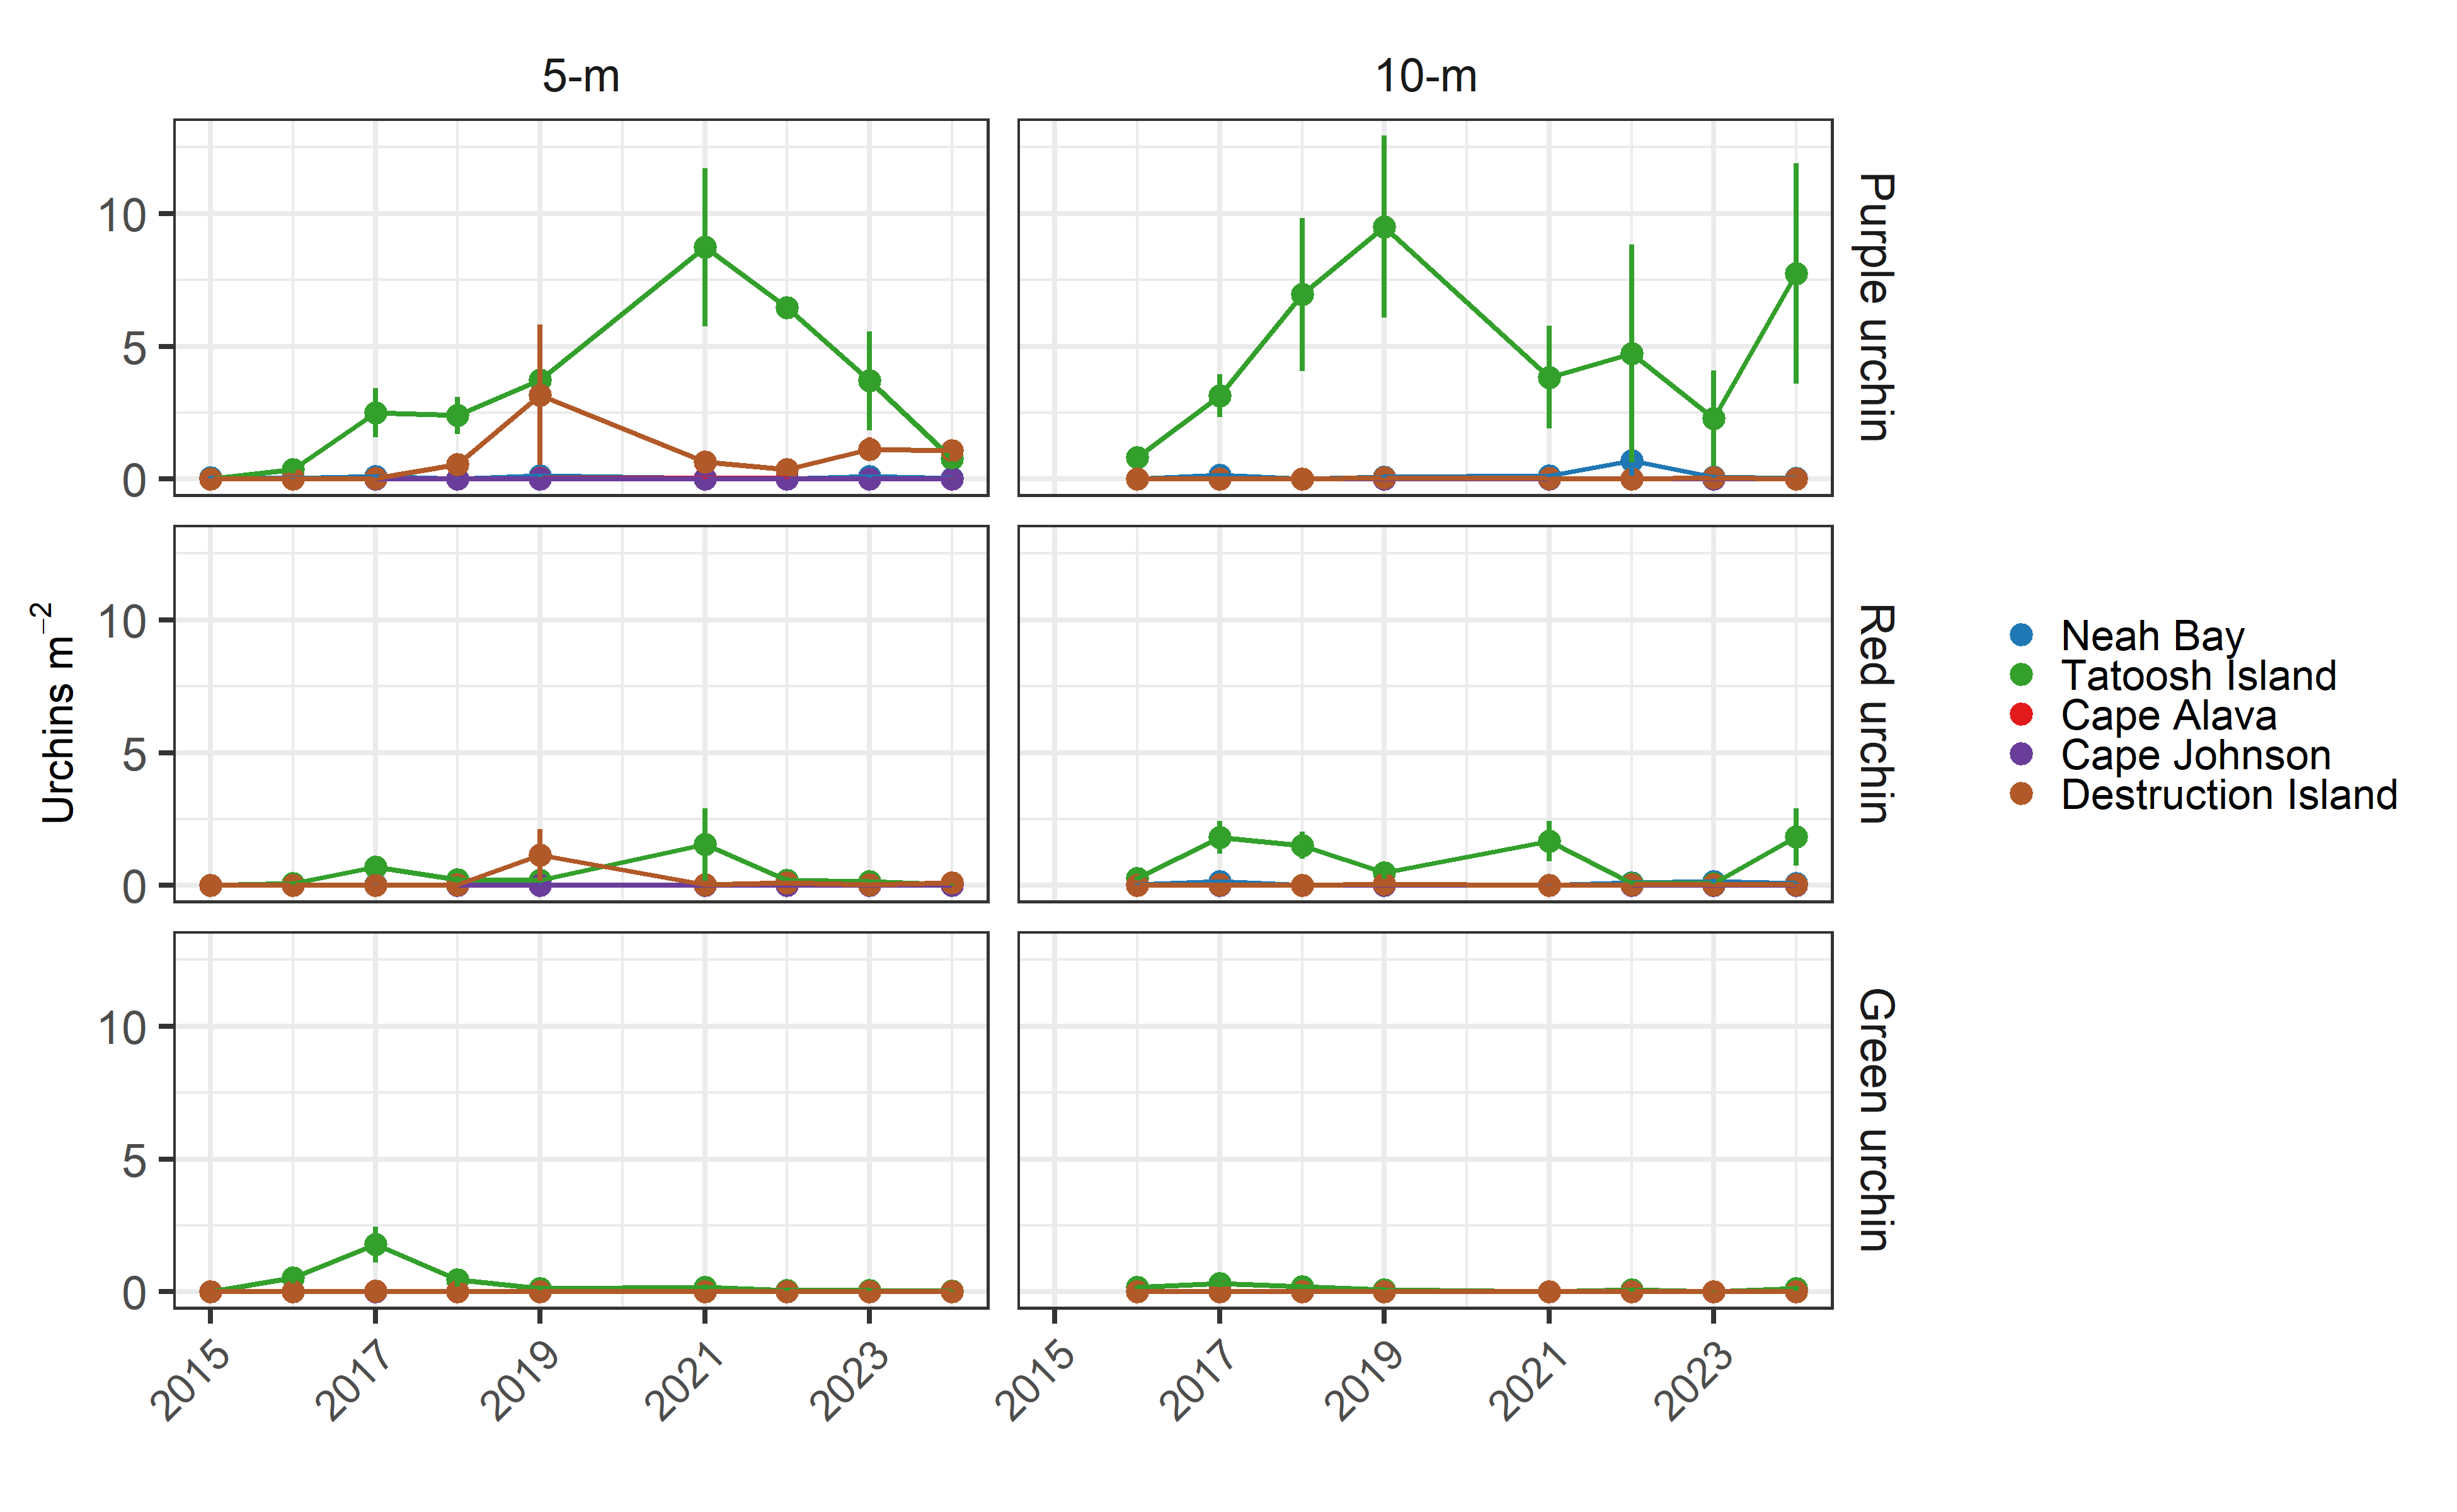 5-m 10-m
10
5
0
Purple urchin
10
5
0
Red urchin
10
5
0
Green urchin
Urchins m⁻²
2015 2017 2019 2021 2023
2015 2017 2019 2021 2023
Neah Bay
Tatoosh Island
Cape Alava
Cape Johnson
Destruction Island